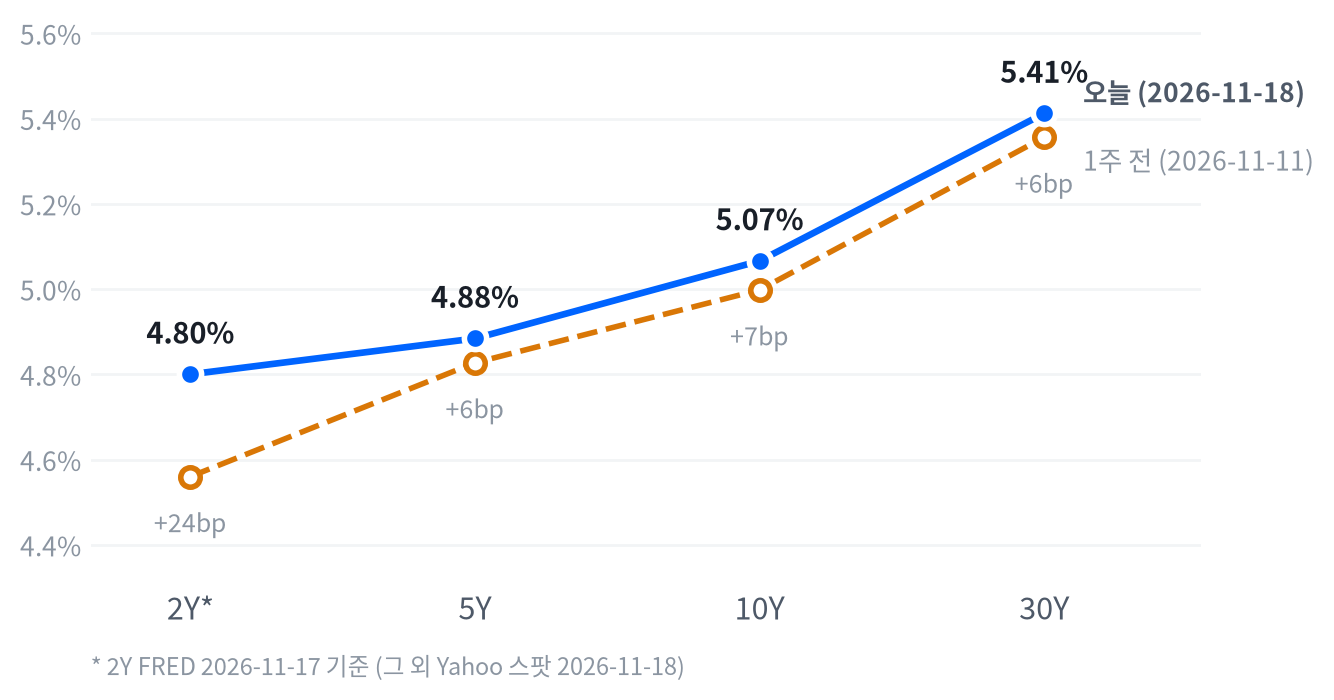 5.6%
5.41%
오늘 (2026-11-18)
5.4%
1주 전 (2026-11-11)
+6bp
5.2%
5.07%
5.0%
4.88%
+7bp
4.80%
4.8%
+6bp
4.6%
+24bp
4.4%
2Y* 5Y 10Y 30Y
* 2Y FRED 2026-11-17 기준 (그 외 Yahoo 스팟 2026-11-18)